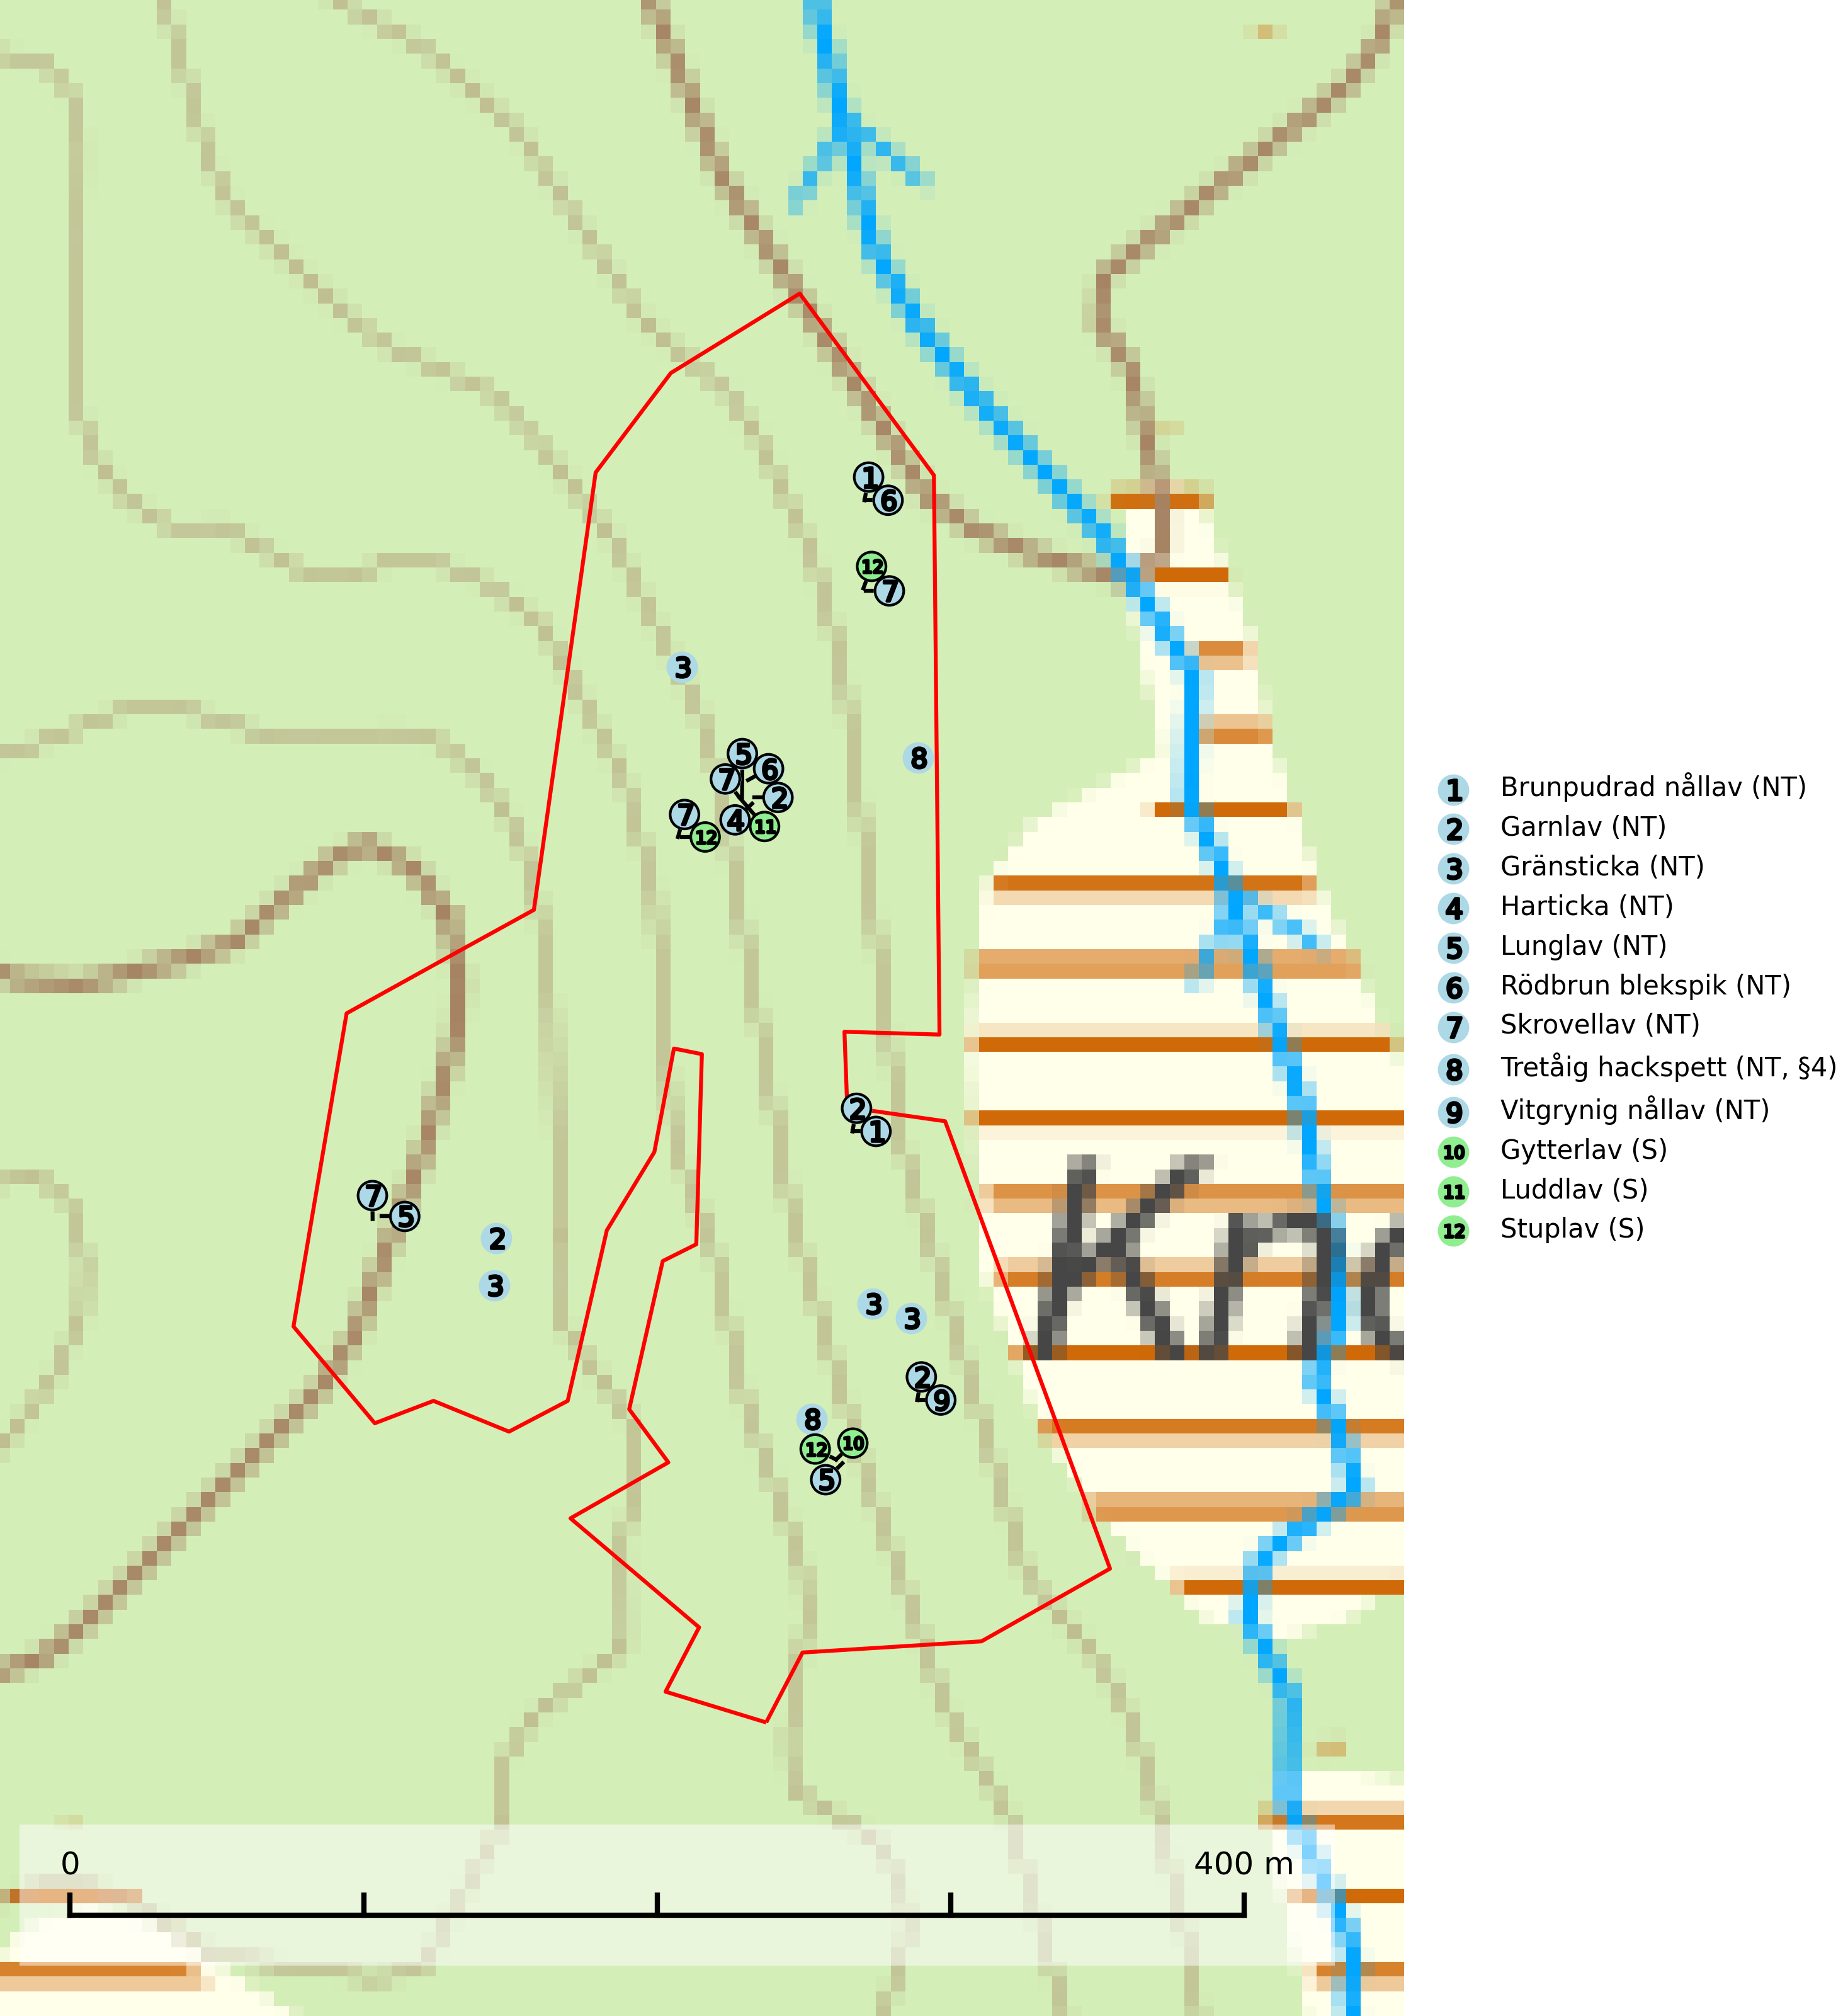 1
6
12
7
3
5
6
7
8
2
7
4
11
12
2
1
7
5
2
3
3
3
2
9
8
12
10
5
1 Brunpudrad nållav (NT)
2 Garnlav (NT)
3 Gränsticka (NT)
4 Harticka (NT)
5 Lunglav (NT)
6 Rödbrun blekspik (NT)
7 Skrovellav (NT)
8 Tretåig hackspett (NT, §4)
9 Vitgrynig nållav (NT)
10 Gytterlav (S)
11 Luddlav (S)
12 Stuplav (S)
0 400 m